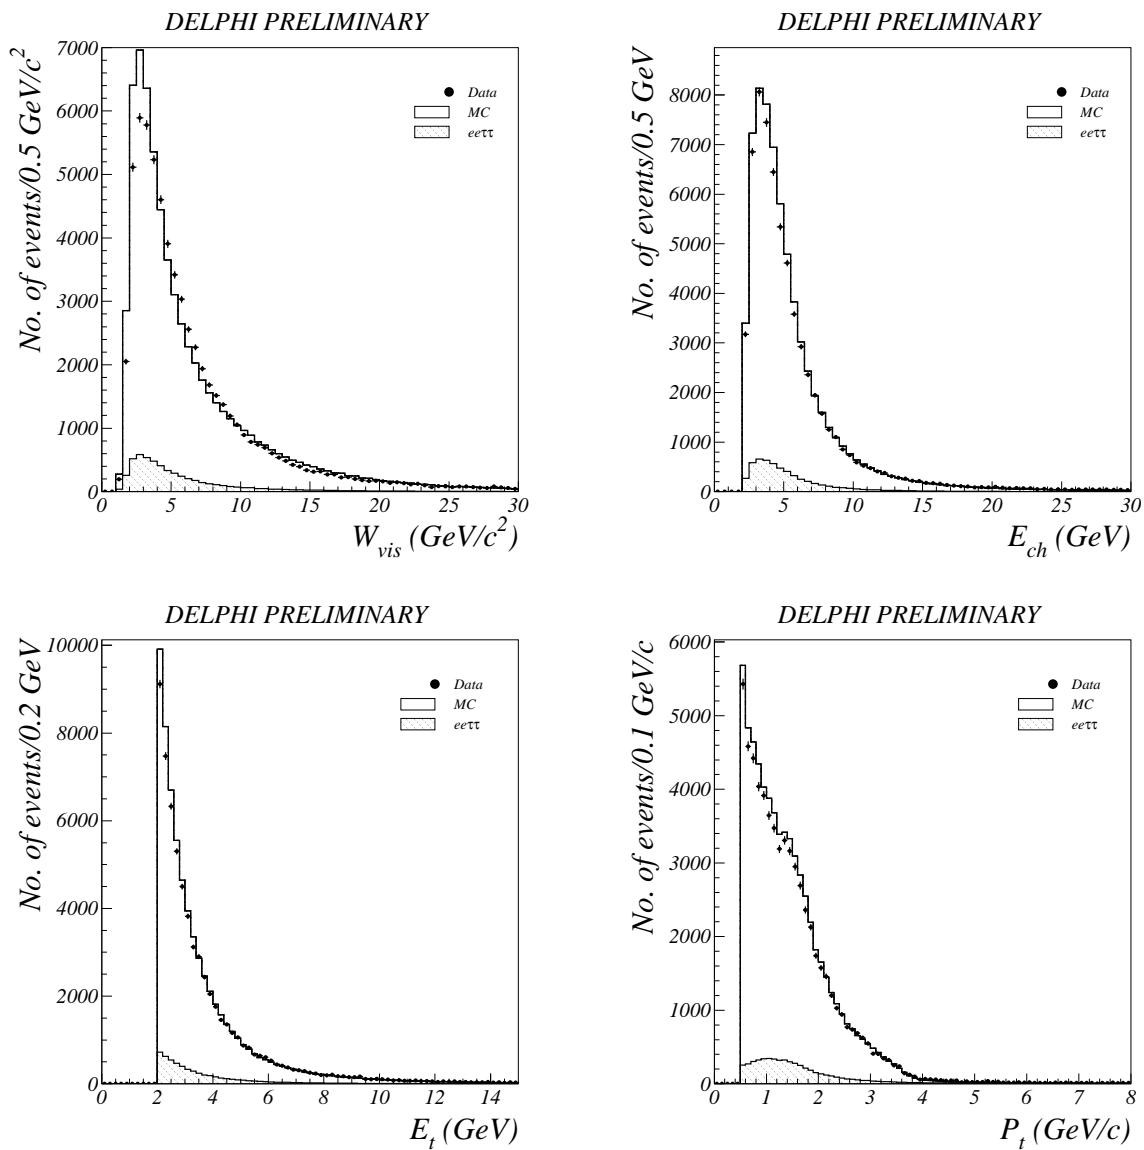 DELPHI PRELIMINARY
No. of events/0.5 GeV/c²
7000
6000
5000
4000
3000
2000
1000
0
Data
MC
eeττ
0 5 10 15 20 25 30
W_vis (GeV/c²)
DELPHI PRELIMINARY
No. of events/0.5 GeV
8000
7000
6000
5000
4000
3000
2000
1000
0
Data
MC
eeττ
0 5 10 15 20 25 30
E_ch (GeV)
DELPHI PRELIMINARY
No. of events/0.2 GeV
10000
8000
6000
4000
2000
0
Data
MC
eeττ
0 2 4 6 8 10 12 14
E_t (GeV)
DELPHI PRELIMINARY
No. of events/0.1 GeV/c
6000
5000
4000
3000
2000
1000
0
Data
MC
eeττ
0 1 2 3 4 5 6 7 8
P_t (GeV/c)